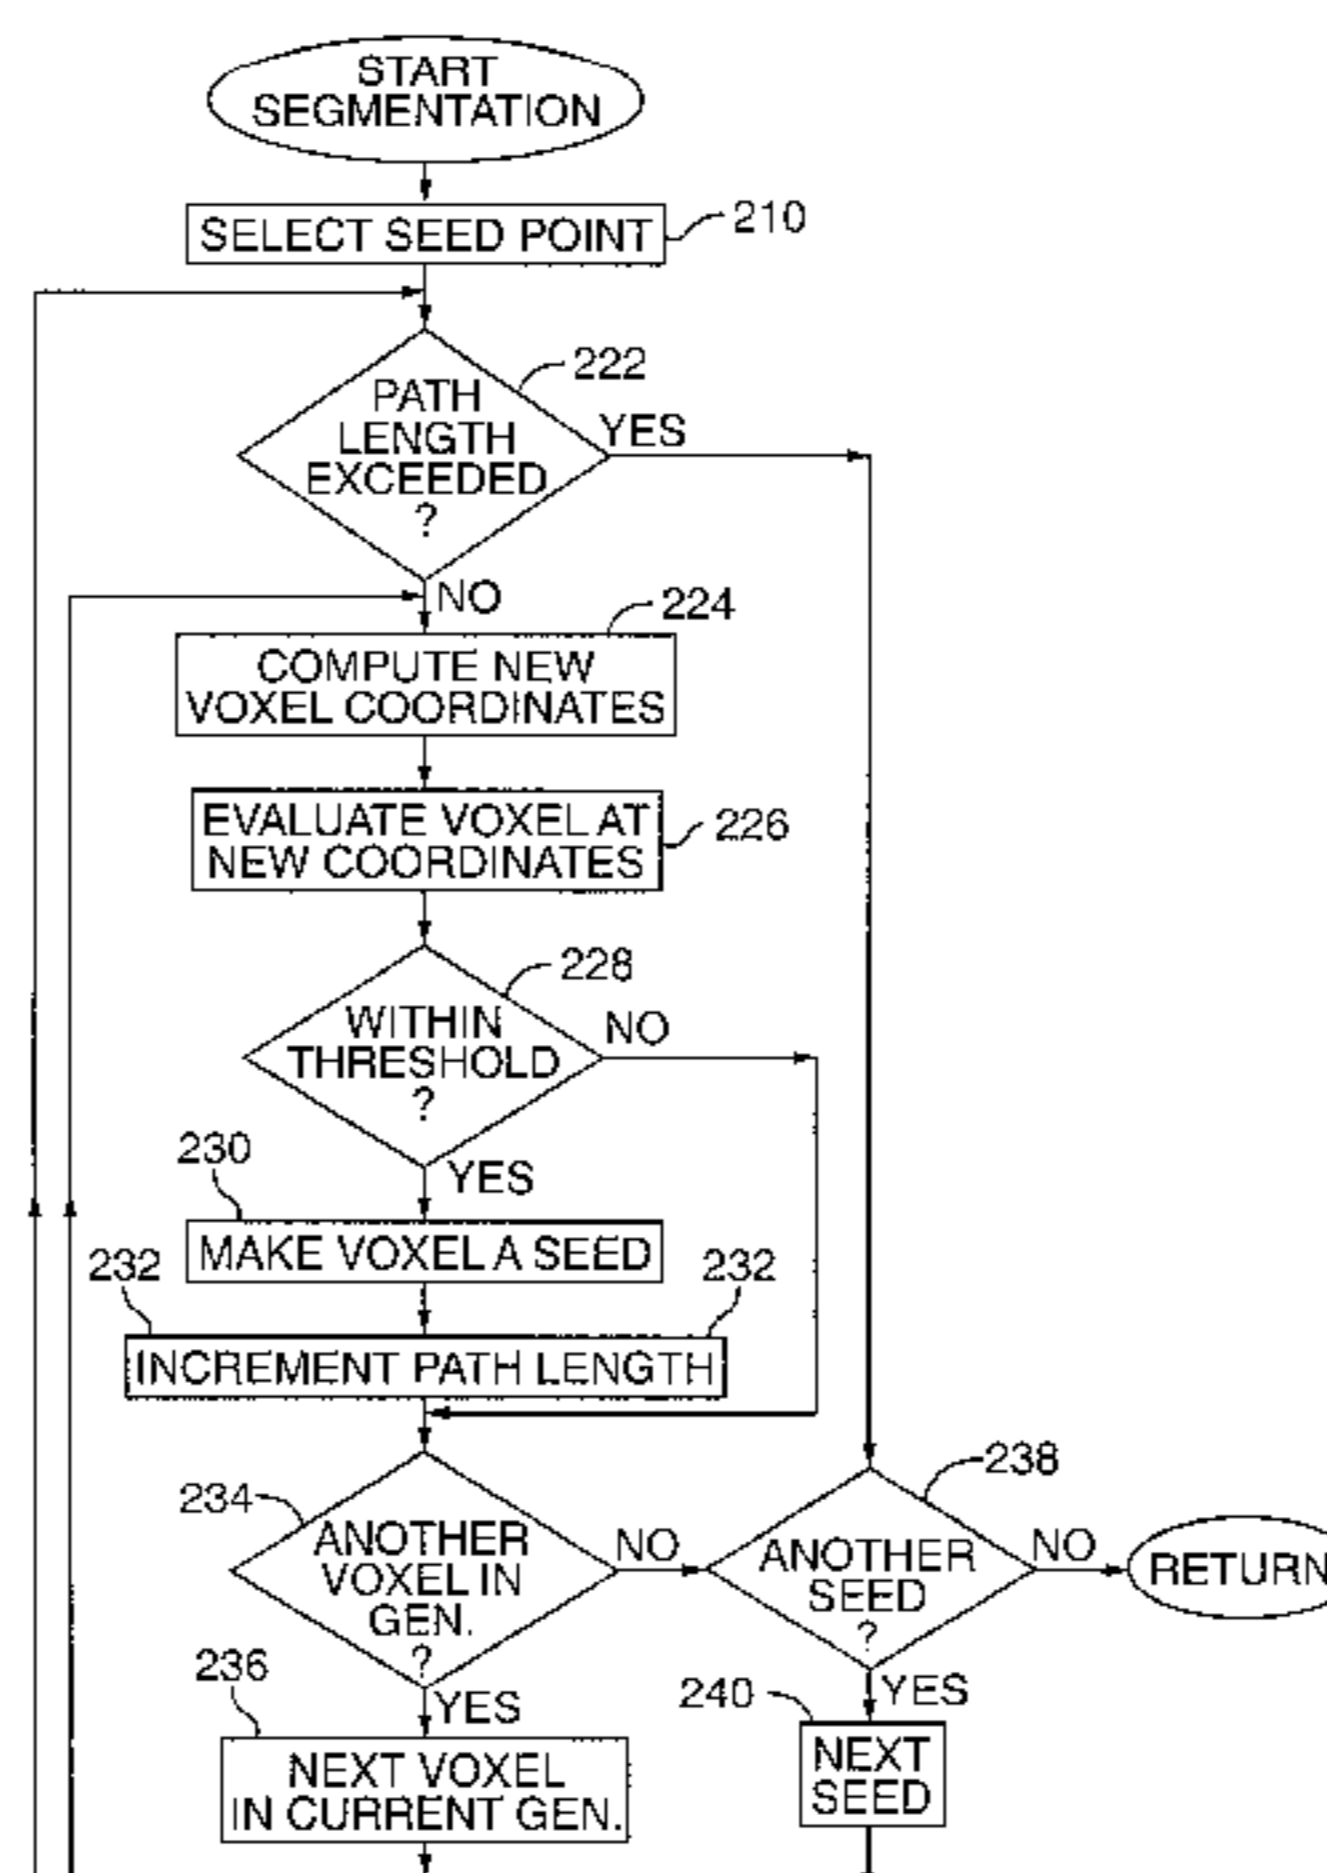 START
SEGMENTATION
SELECT SEED POINT
210
222
PATH
LENGTH
EXCEEDED
?
YES
NO
224
COMPUTE NEW
VOXEL COORDINATES
EVALUATE VOXEL AT
NEW COORDINATES
226
228
WITHIN
THRESHOLD
?
NO
YES
230
MAKE VOXEL A SEED
232
232
INCREMENT PATH LENGTH
234
ANOTHER
VOXEL IN
GEN.
?
NO
YES
238
ANOTHER
SEED
?
NO
RETURN
YES
236
NEXT VOXEL
IN CURRENT GEN.
240
NEXT
SEED